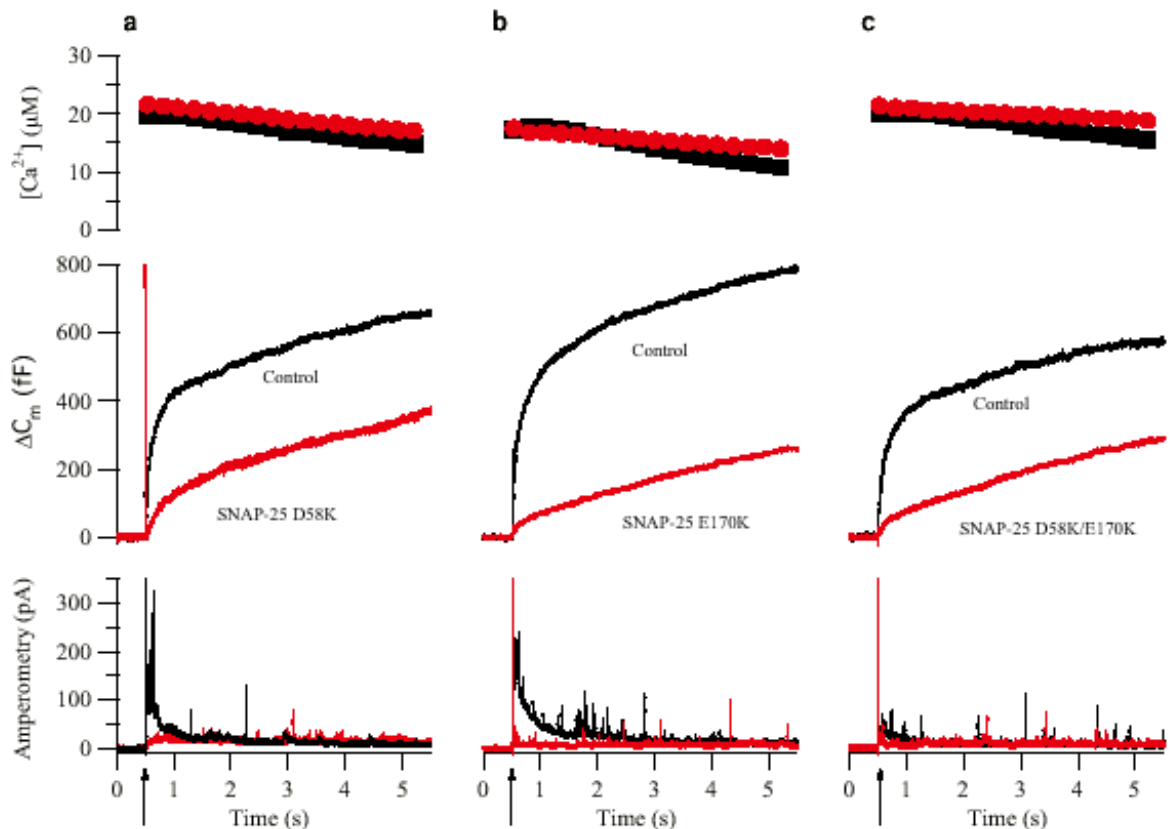 a b c
30
20
10
0
[Ca2+] (µM)
800
600
400
200
0
ΔCm (fF)
Control
SNAP-25 D58K
Control
SNAP-25 E170K
Control
SNAP-25 D58K/E170K
300
200
100
0
Amperometry (pA)
0 1 2 3 4 5 0 1 2 3 4 5 0 1 2 3 4 5
Time (s) Time (s) Time (s)